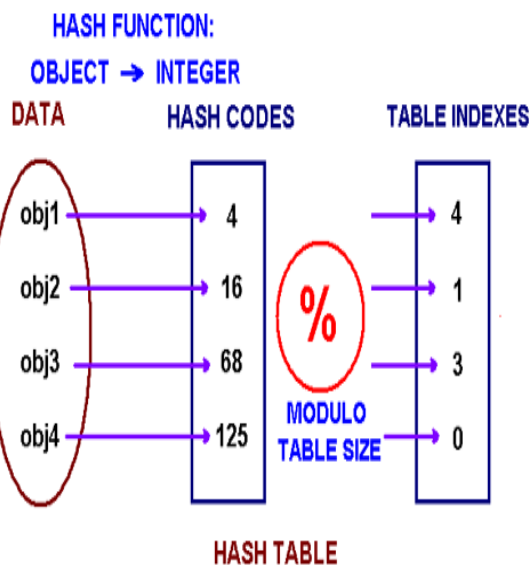 HASH FUNCTION:
OBJECT → INTEGER
DATA HASH CODES TABLE INDEXES
obj1 4 4
obj2 16 % 1
obj3 68 3
MODULO
obj4 125 TABLE SIZE 0
HASH TABLE